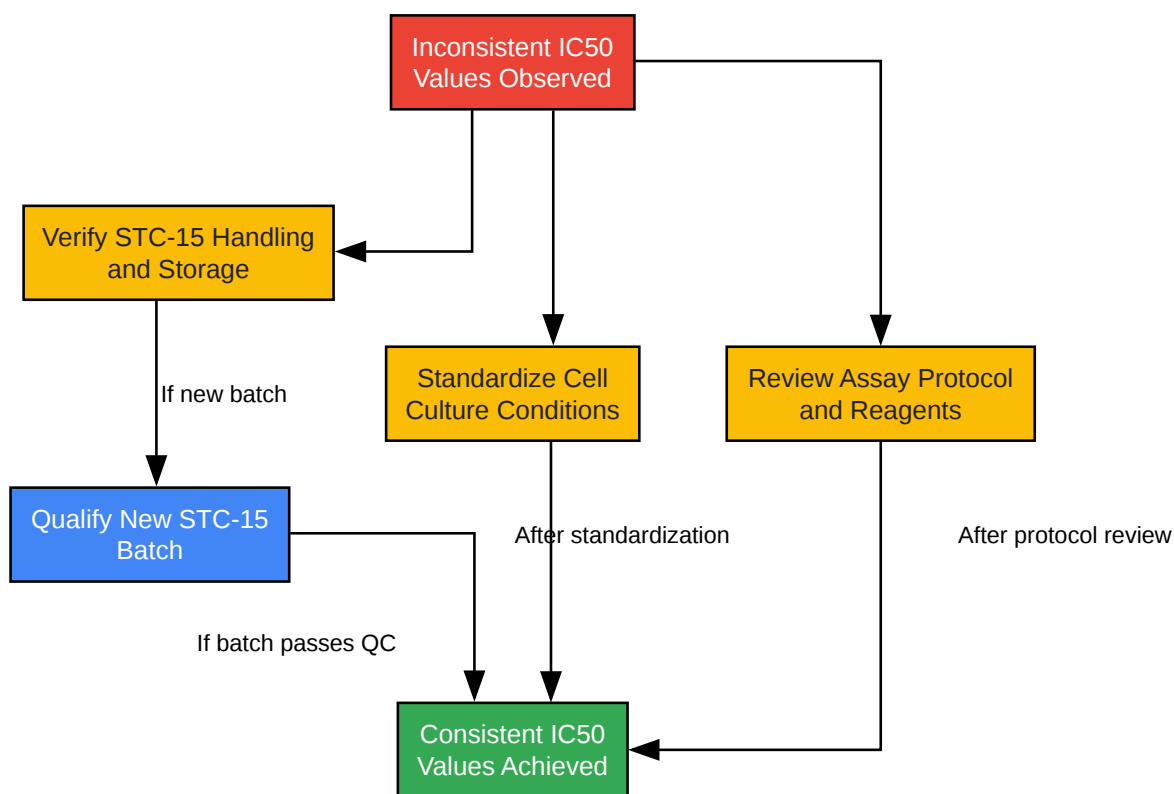 Inconsistent IC50
Values Observed
Verify STC-15 Handling
and Storage
Standardize Cell
Culture Conditions
Review Assay Protocol
and Reagents
If new batch
Qualify New STC-15
Batch
After standardization
After protocol review
If batch passes QC
Consistent IC50
Values Achieved